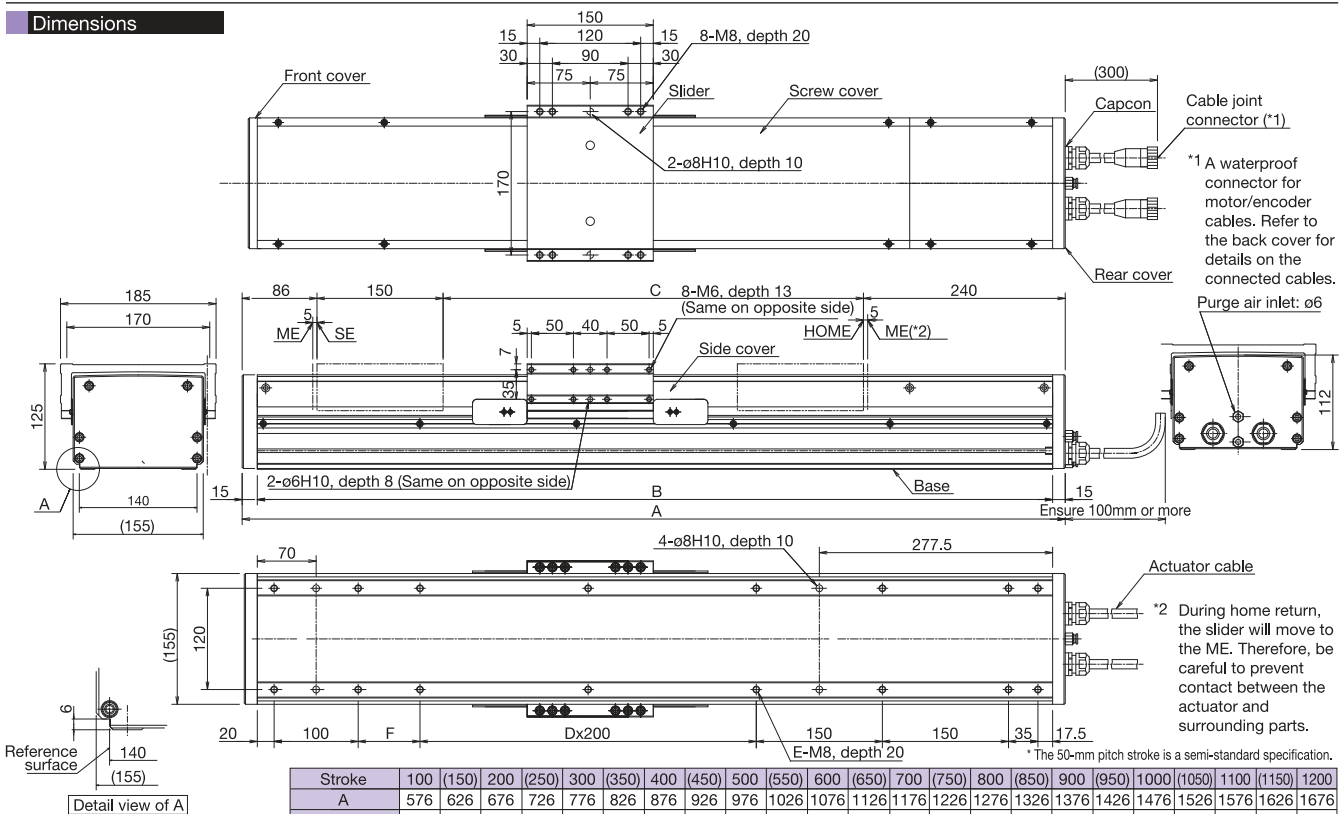 Dimensions
150
15 120 15
30 90 30
75 75
8-M8, depth 20
Front cover
Slider
Screw cover
(300)
Capcon
Cable joint
connector (*1)
2-ø8H10, depth 10
170
*1 A waterproof
connector for
motor/encoder
cables. Refer to
the back cover for
details on the
connected cables.
Rear cover
185
170
125
A
140
(155)
86 150 C 240
8-M6, depth 13
(Same on opposite side)
5
ME SE
5 50 40 50 5
HOME
5
ME(*2)
7
35
Side cover
Purge air inlet: ø6
112
2-ø6H10, depth 8 (Same on opposite side)
Base
15 B 15
A
Ensure 100mm or more
4-ø8H10, depth 10
70
277.5
Actuator cable
(155)
120
*2 During home return,
the slider will move to
the ME. Therefore, be
careful to prevent
contact between the
actuator and
surrounding parts.
20 100 F Dx200 150 150 35 17.5
E-M8, depth 20
6
Reference
surface
140
(155)
Detail view of A
* The 50-mm pitch stroke is a semi-standard specification.
Stroke 100 (150) 200 (250) 300 (350) 400 (450) 500 (550) 600 (650) 700 (750) 800 (850) 900 (950) 1000 (1050) 1100 (1150) 1200
A 576 626 676 726 776 826 876 926 976 1026 1076 1126 1176 1226 1276 1326 1376 1426 1476 1526 1576 1626 1676